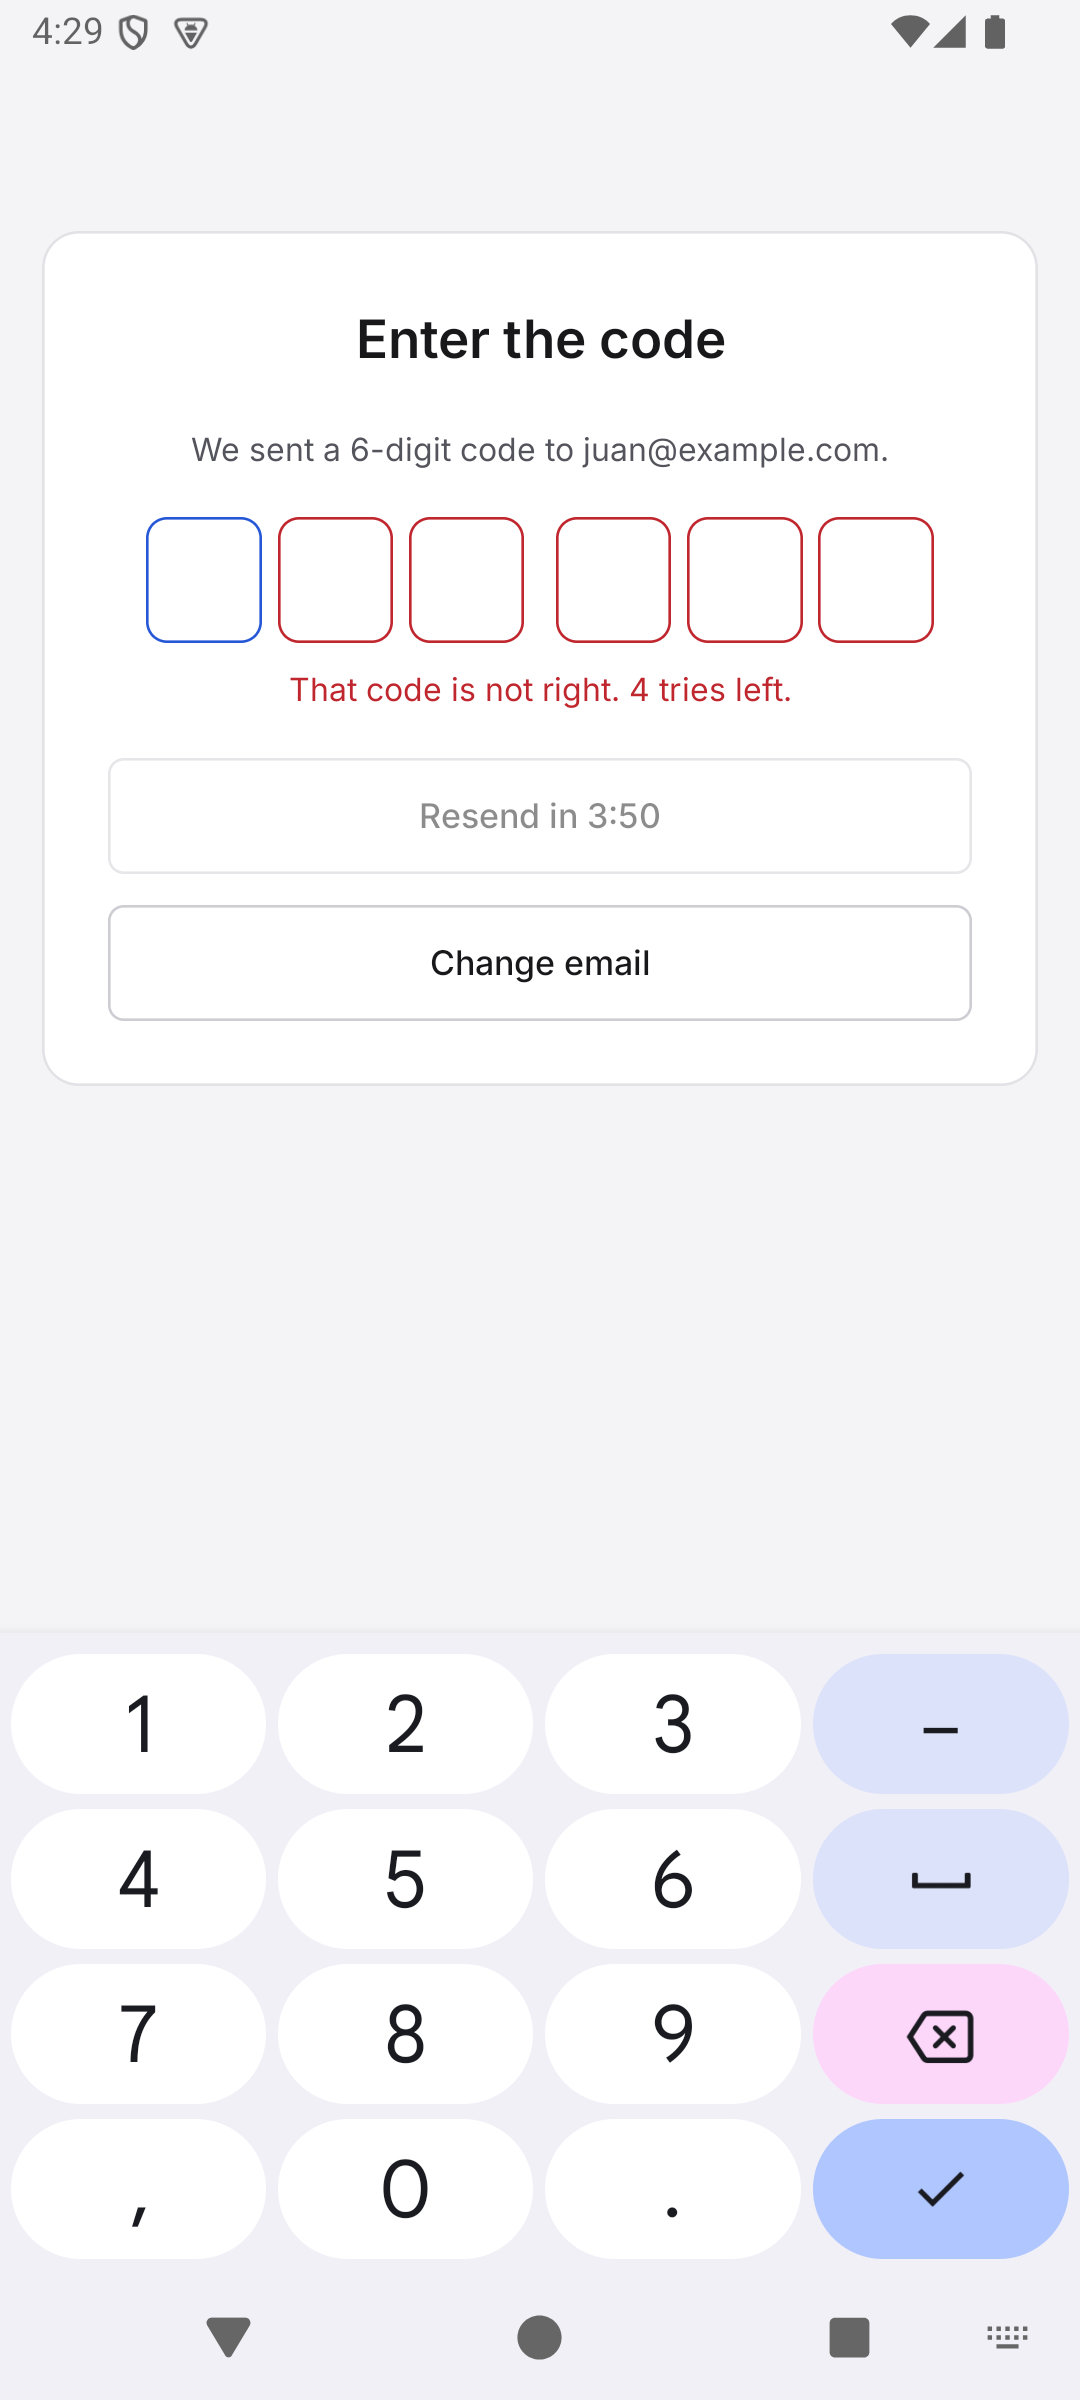 4:29
Enter the code
We sent a 6-digit code to juan@example.com.
That code is not right. 4 tries left.
Resend in 3:50
Change email
1 2 3 –
4 5 6
7 8 9
, 0 .